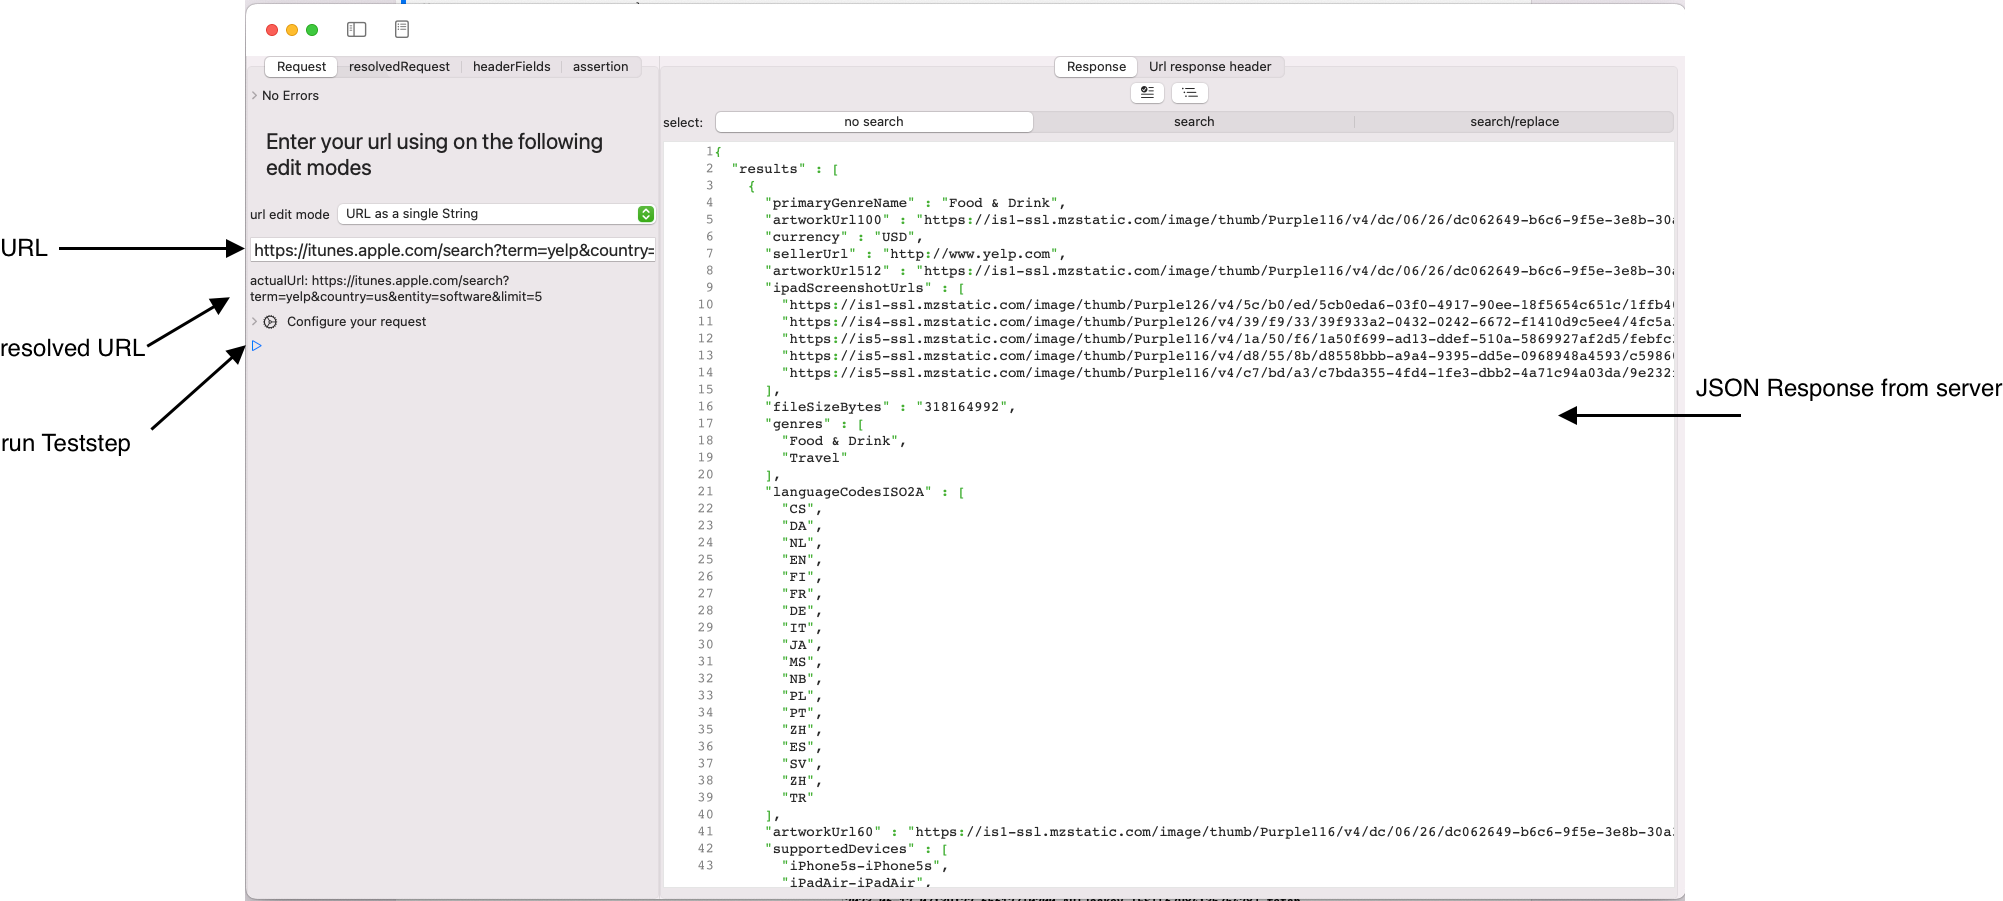 Request resolvedRequest headerFields assertion
No Errors
Enter your url using on the following
edit modes
url edit mode URL as a single String
URL
https://itunes.apple.com/search?term=yelp&country=
actualUrl: https://itunes.apple.com/search?
term=yelp&country=us&entity=software&limit=5
resolved URL
Configure your request
run Teststep
Response Url response header
select: no search search search/replace
1 {
2 "results" : [
3 {
4 "primaryGenreName" : "Food & Drink",
5 "artworkUrl100" : "https://is1-ssl.mzstatic.com/image/thumb/Purple116/v4/dc/06/26/dc062649-b6c6-9f5e-3e8b-30a
6 "currency" : "USD",
7 "sellerUrl" : "http://www.yelp.com",
8 "artworkUrl512" : "https://is1-ssl.mzstatic.com/image/thumb/Purple116/v4/dc/06/26/dc062649-b6c6-9f5e-3e8b-30a
9 "ipadScreenshotUrls" : [
10 "https://is1-ssl.mzstatic.com/image/thumb/Purple126/v4/5c/b0/ed/5cb0eda6-03f0-4917-90ee-18f5654c651c/1ffb4
11 "https://is4-ssl.mzstatic.com/image/thumb/Purple126/v4/39/f9/33/39f933a2-0432-0242-6672-f1410d9c5ee4/4fc5a
12 "https://is5-ssl.mzstatic.com/image/thumb/Purple116/v4/1a/50/f6/1a50f699-ad13-ddef-510a-5869927af2d5/febfc
13 "https://is5-ssl.mzstatic.com/image/thumb/Purple116/v4/d8/55/8b/d8558bbb-a9a4-9395-dd5e-0968948a4593/c5986
14 "https://is5-ssl.mzstatic.com/image/thumb/Purple116/v4/c7/bd/a3/c7bda355-4fd4-1fe3-dbb2-4a71c94a03da/9e232
15 ],
16 "fileSizeBytes" : "318164992",
17 "genres" : [
18 "Food & Drink",
19 "Travel"
20 ],
21 "languageCodesISO2A" : [
22 "CS",
23 "DA",
24 "NL",
25 "EN",
26 "FI",
27 "FR",
28 "DE",
29 "IT",
30 "JA",
31 "MS",
32 "NB",
33 "PL",
34 "PT",
35 "ZH",
36 "ES",
37 "SV",
38 "ZH",
39 "TR"
40 ],
41 "artworkUrl60" : "https://is1-ssl.mzstatic.com/image/thumb/Purple116/v4/dc/06/26/dc062649-b6c6-9f5e-3e8b-30a
42 "supportedDevices" : [
43 "iPhone5s-iPhone5s",
"iPadAir-iPadAir",
JSON Response from server